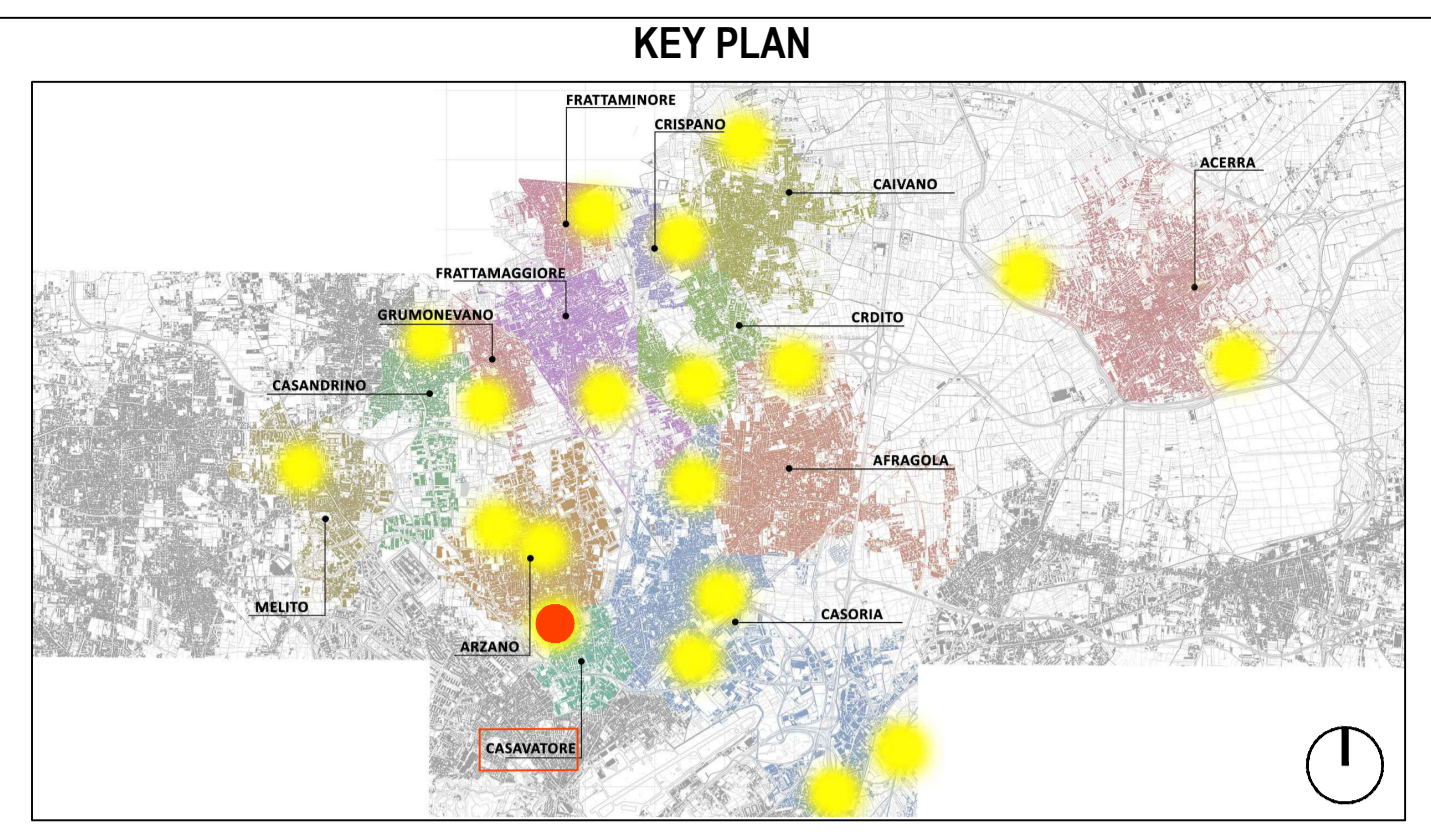 KEY PLAN
FRATTAMINORE
CRISPANO
ACERRA
CAIVANO
FRATTAMAGGIORE
GRUMONEVANO
CRDITO
CASANDRINO
AFRAGOLA
MELITO
CASORIA
ARZANO
CASAVATORE